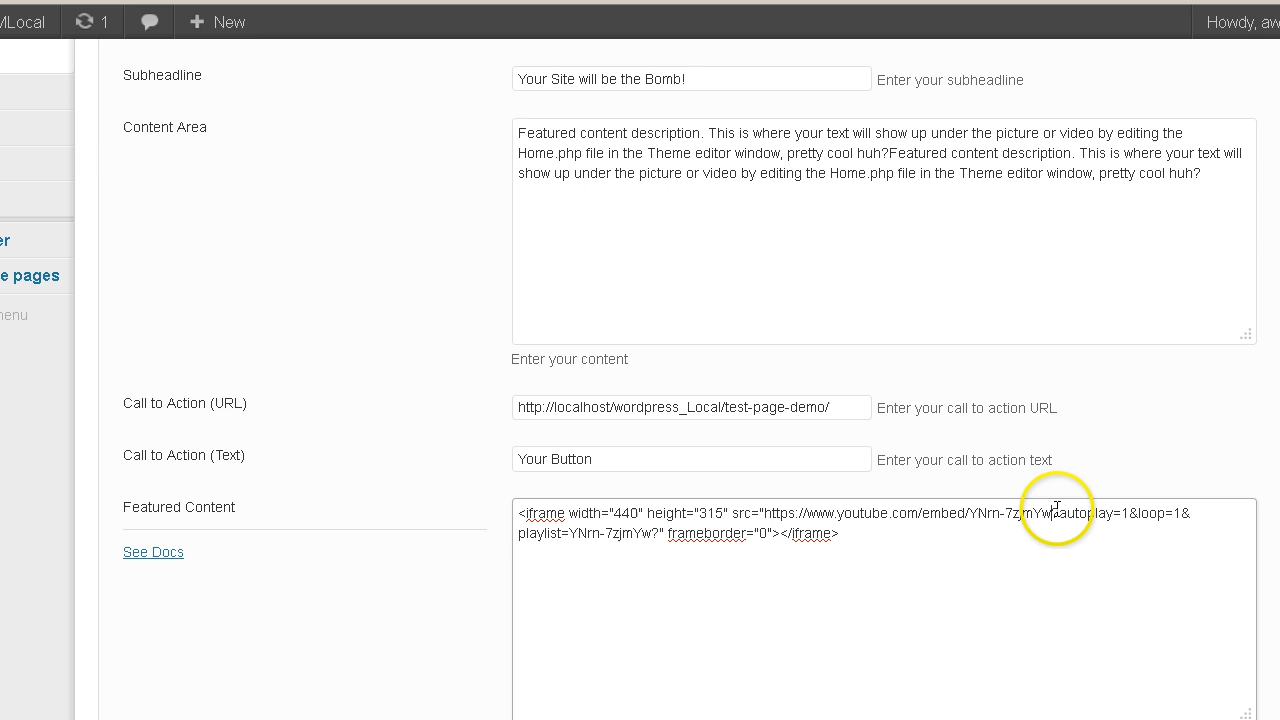 MLocal 1 New Howdy, aw
Subheadline Your Site will be the Bomb! Enter your subheadline
Content Area
Featured content description. This is where your text will show up under the picture or video by editing the
Home.php file in the Theme editor window, pretty cool huh?Featured content description. This is where your text will
show up under the picture or video by editing the Home.php file in the Theme editor window, pretty cool huh?
er
e pages
menu
Enter your content
Call to Action (URL) http://localhost/wordpress_Local/test-page-demo/ Enter your call to action URL
Call to Action (Text) Your Button Enter your call to action text
Featured Content
<iframe width="440" height="315" src="https://www.youtube.com/embed/YNrn-7zjmYw?autoplay=1&loop=1&
playlist=YNrn-7zjmYw?" frameborder="0"></iframe>
See Docs